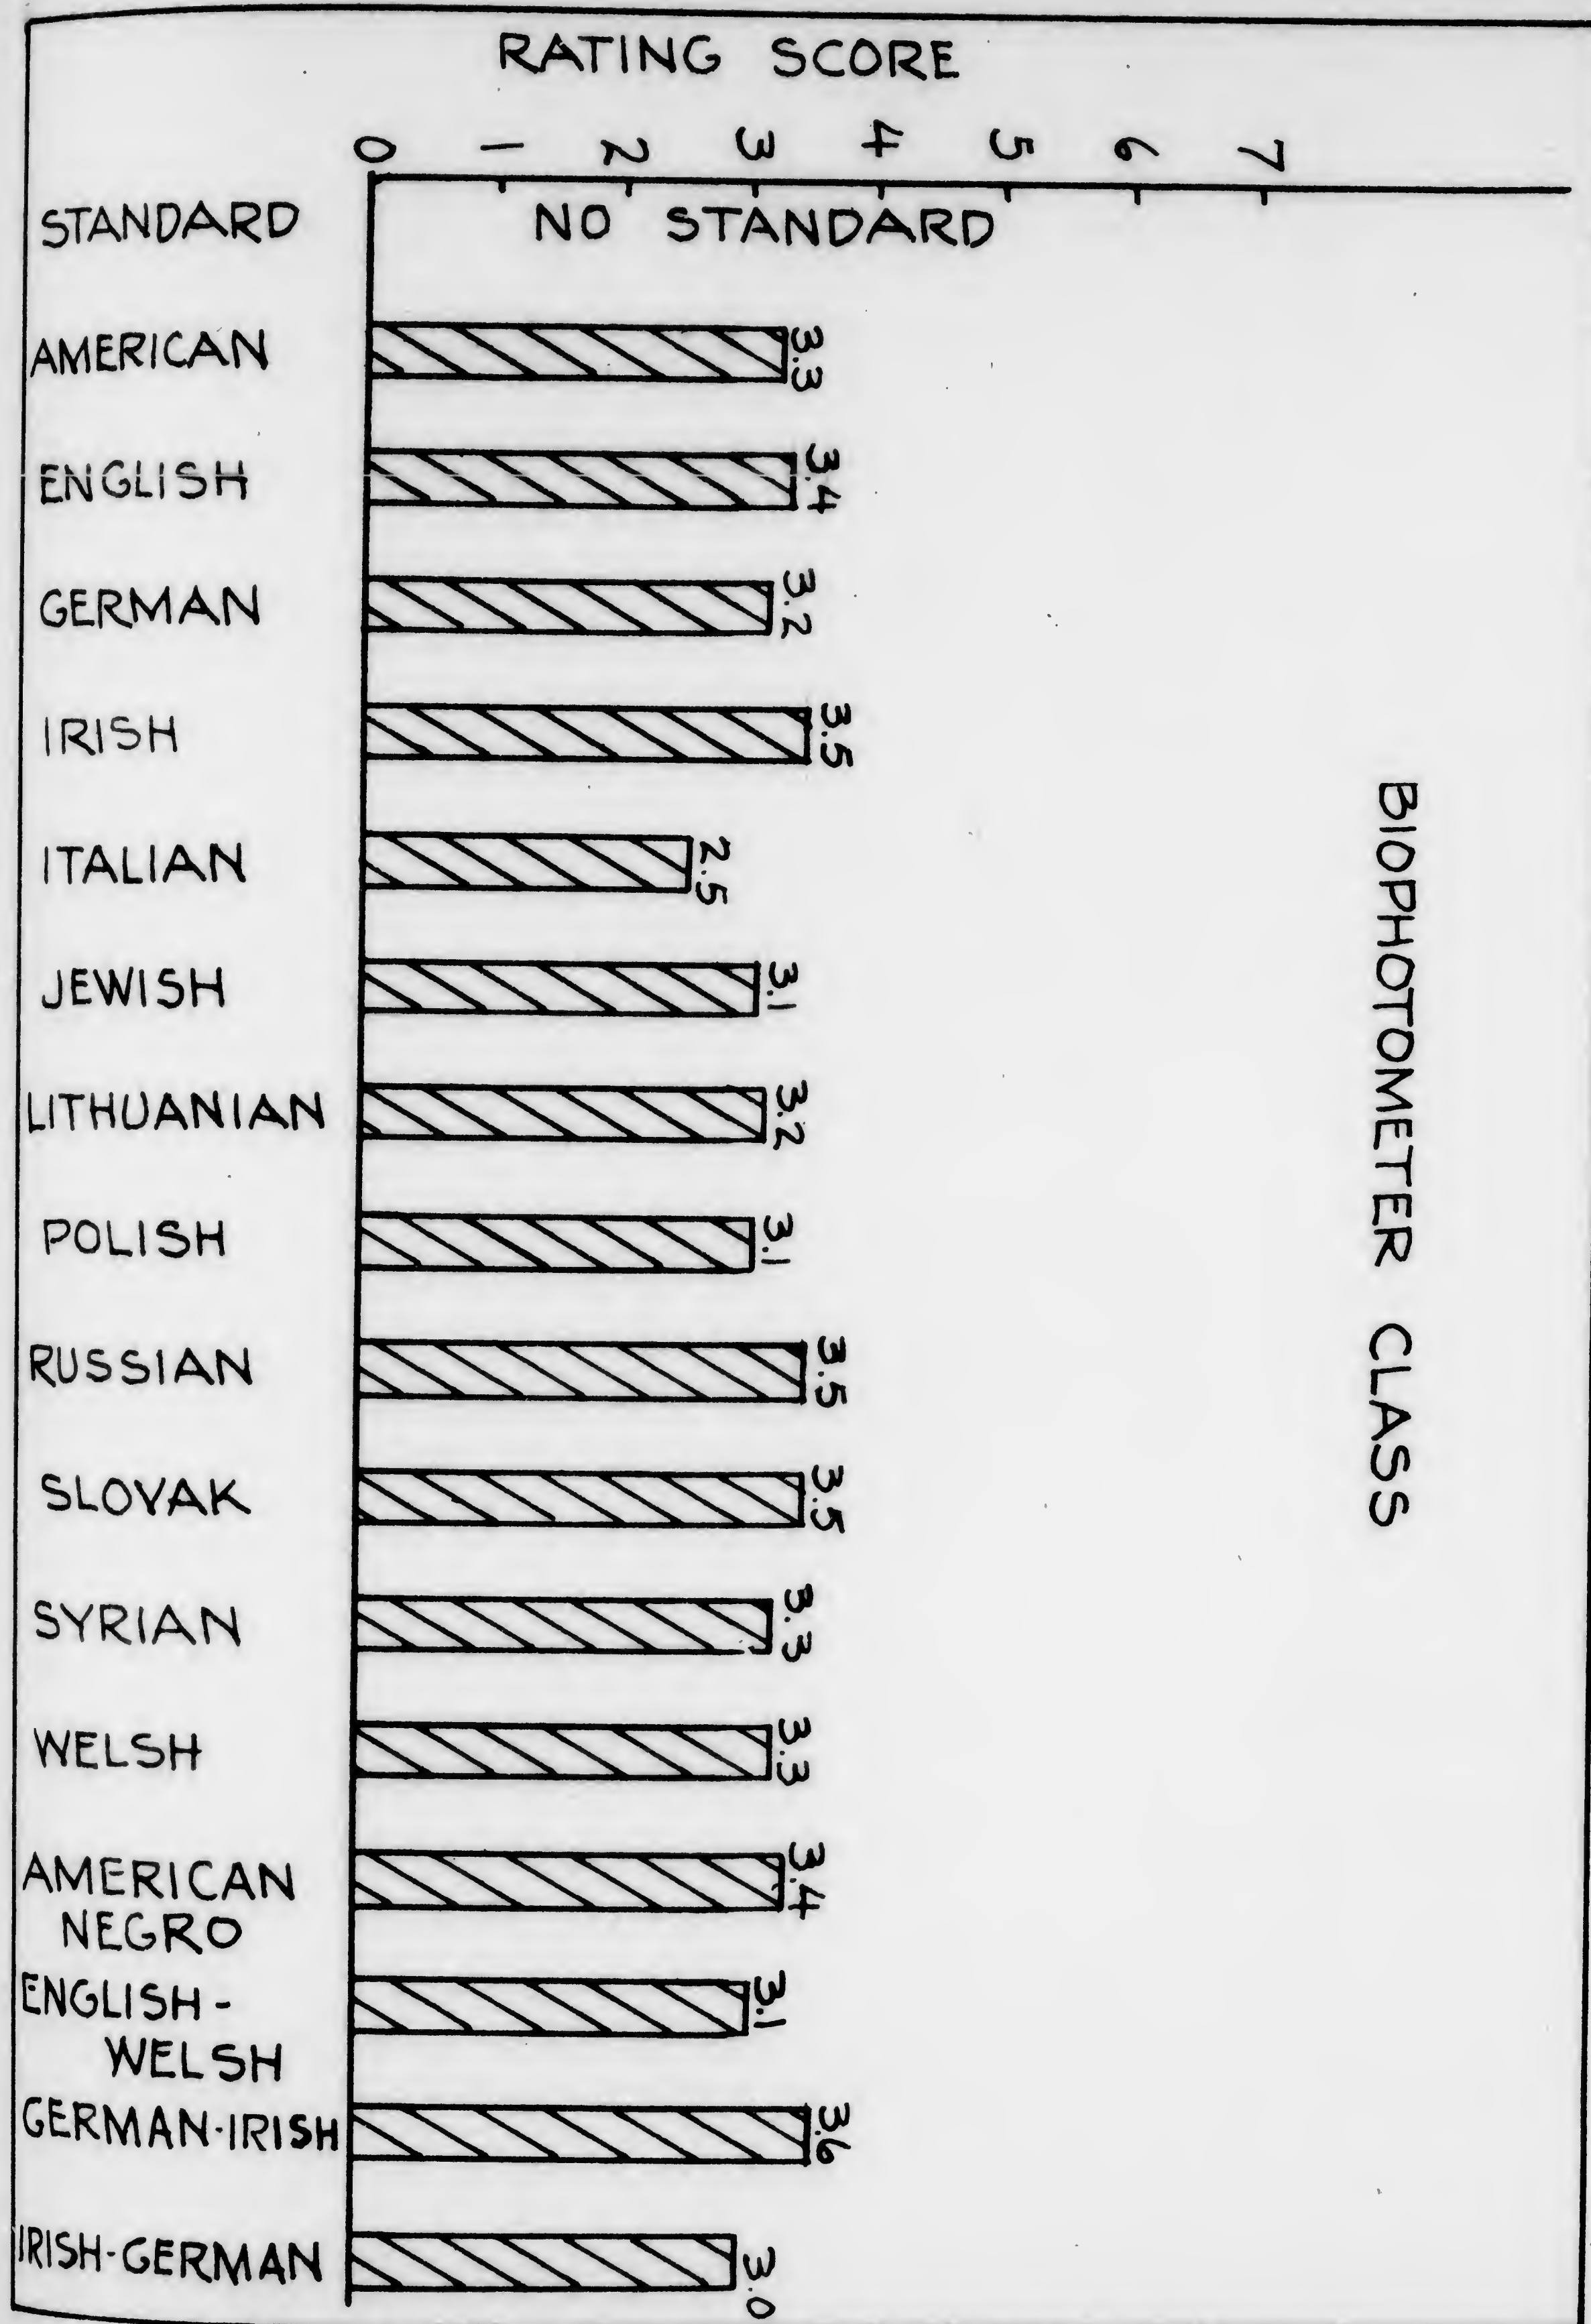 RATING SCORE
0 1 2 3 4 5 6 7
STANDARD NO STANDARD
AMERICAN 3.3
ENGLISH 3.4
GERMAN 3.2
IRISH 3.5
ITALIAN 2.5
JEWISH 3.1
LITHUANIAN 3.2
POLISH 3.1
RUSSIAN 3.5
SLOVAK 3.5
SYRIAN 3.3
WELSH 3.3
AMERICAN 3.4
NEGRO
ENGLISH- 3.1
WELSH
GERMAN-IRISH 3.6
IRISH-GERMAN 3.0
BIOPHOTOMETER CLASS